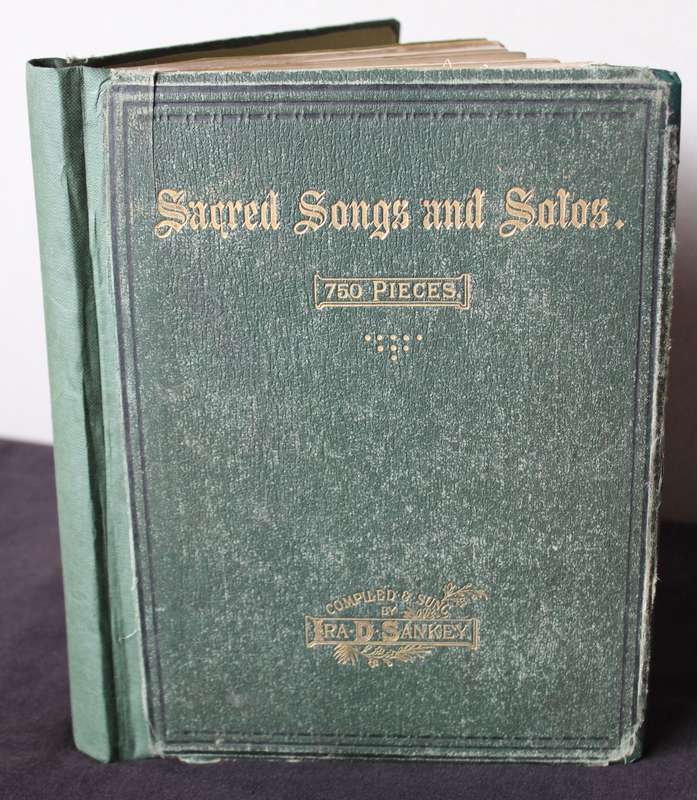 Sacred Songs and Solos.
750 PIECES.
COMPILED & SUNG
BY
IRA·D·SANKEY